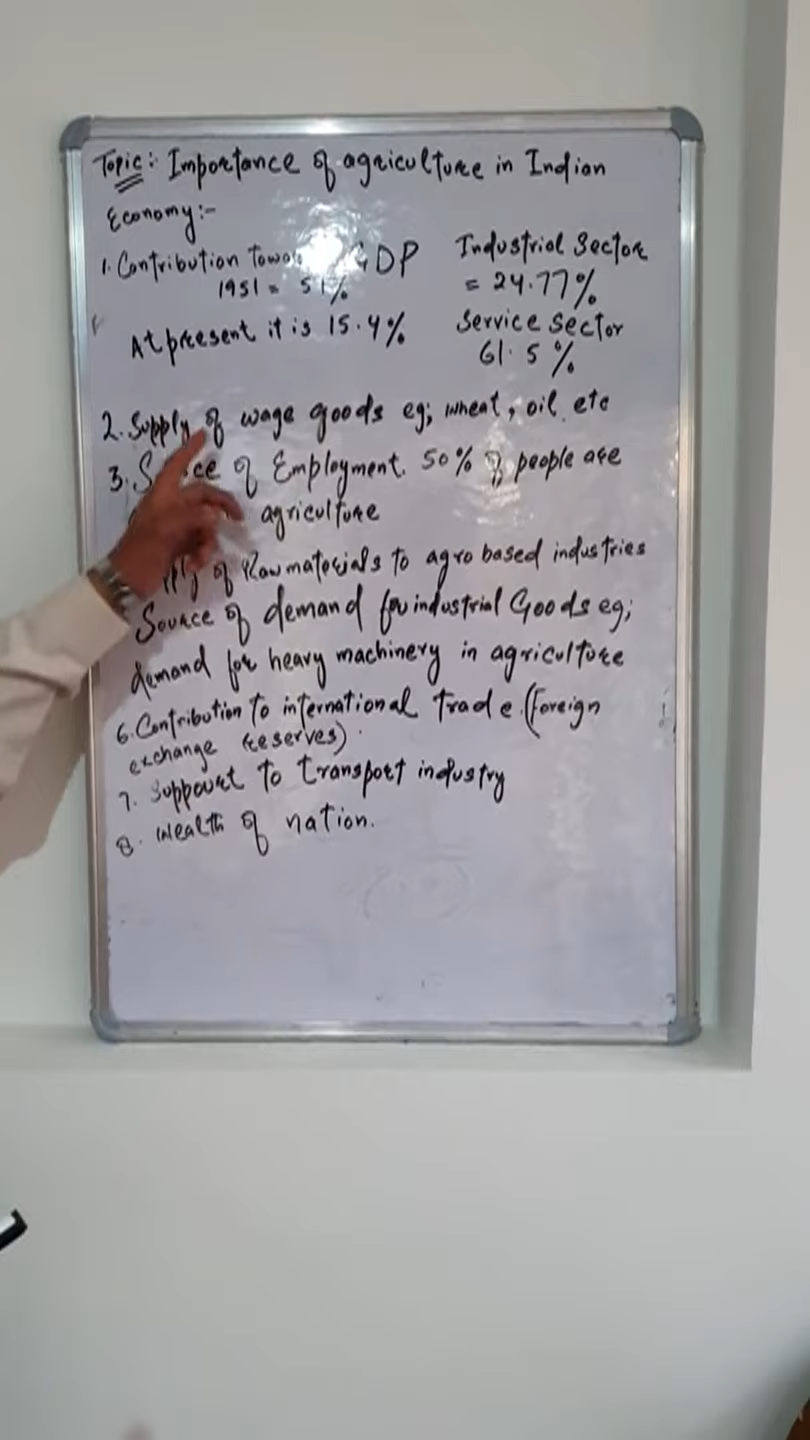 Topic: Importance of agriculture in Indian
Economy:-
1. Contribution GDP
1951 = 51%
At present it is 15.4%
Industrial Sector
= 24.77%
Service Sector
61.5%
2. Supply of wage goods eg; wheat, oil etc
3. of Employment. 50% of people are
agriculture
of Raw materials to agro based industries
Source of demand for industrial Goods eg;
demand for heavy machinery in agriculture
6. Contribution to international trade (Foreign
exchange reserves).
7. Support to transport industry
8. Wealth of nation.